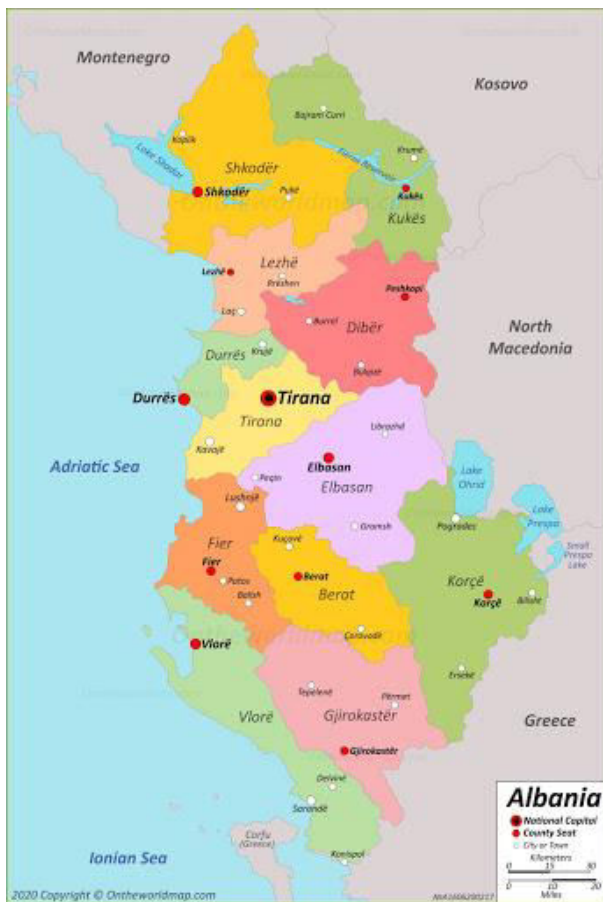 Montenegro
Kosovo
Bajram Curri
Koplik
Lake Shkodër
Fierza Reservoir
Krumë
Shkodër
Shkodër
Pukë
Kukës
Kukës
Ontheworldmap.com
Lezhë
Lezhë
Rrëshen
Peshkopi
Laç
Burrel
Dibër
North
Macedonia
Durrës
Krujë
Bulqizë
Durrës
Tirana
Tirana
Librazhd
Kavajë
Adriatic Sea
Elbasan
Peqin
Elbasan
Lake
Ohrid
Lushnjë
Lake
Prespa
Gramsh
Pogradec
Fier
Kuçovë
Small
Prespa
Lake
Fier
Patos
Berat
Korçë
Ballsh
Berat
Korçë
Bilisht
Çorovodë
Vlorë
Ersekë
Tepelenë
Përmet
Vlorë
Gjirokastër
Greece
Gjirokastër
Delvinë
Sarandë
Albania
National Capital
County Seat
City or Town
Kilometers
0 15 30
0 10 20
Miles
Corfu
(Greece)
Konispol
Ionian Sea
2020 Copyright © Ontheworldmap.com